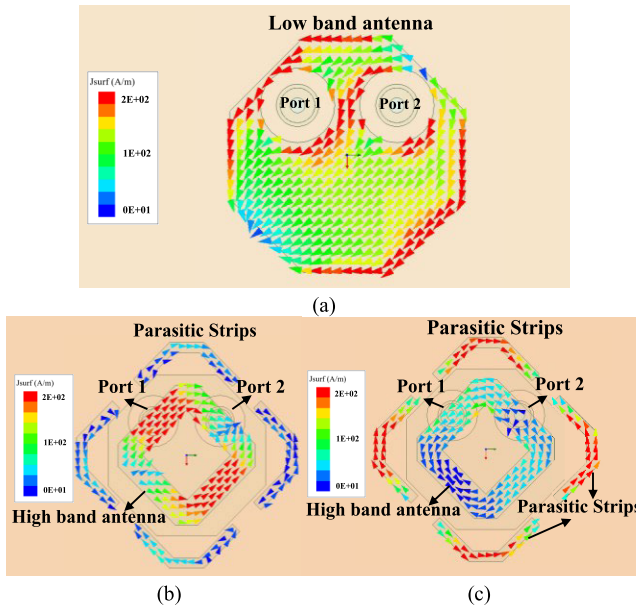 Low band antenna
Jsurf (A/m)
2E+02
1E+02
0E+01
Port 1
Port 2
(a)
Parasitic Strips
Jsurf (A/m)
2E+02
1E+02
0E+01
Port 1
Port 2
High band antenna
(b)
Parasitic Strips
Jsurf (A/m)
2E+02
1E+02
0E+01
Port 1
Port 2
High band antenna
Parasitic Strips
(c)